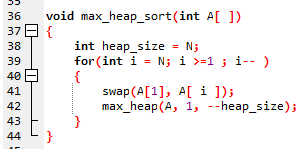 35
36 void max_heap_sort(int A[ ])
37 {
38 int heap_size = N;
39 for(int i = N; i >=1 ; i-- )
40 {
41 swap(A[1], A[ i ]);
42 max_heap(A, 1, --heap_size);
43 }
44 }